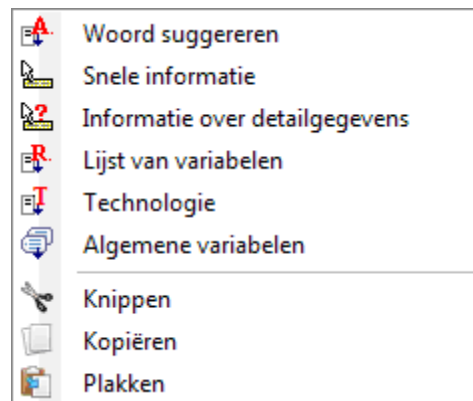 Woord suggereren
Snele informatie
Informatie over detailgegevens
Lijst van variabelen
Technologie
Algemene variabelen
Knippen
Kopiëren
Plakken